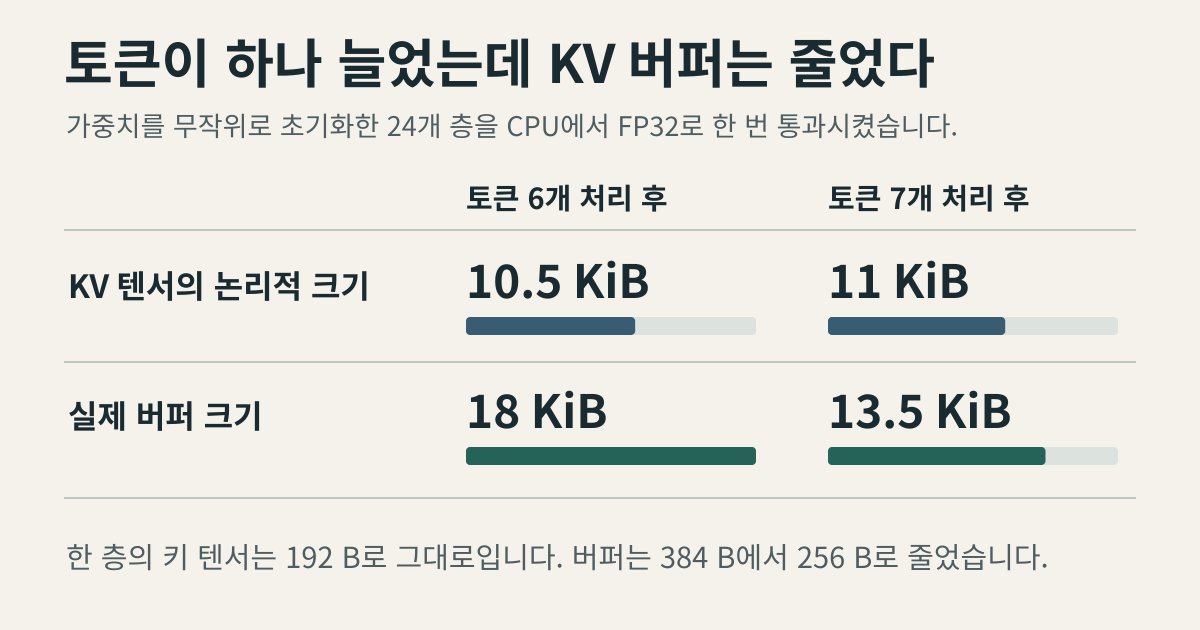 토큰이 하나 늘었는데 KV 버퍼는 줄었다
가중치를 무작위로 초기화한 24개 층을 CPU에서 FP32로 한 번 통과시켰습니다.
토큰 6개 처리 후 토큰 7개 처리 후
KV 텐서의 논리적 크기 10.5 KiB 11 KiB
실제 버퍼 크기 18 KiB 13.5 KiB
한 층의 키 텐서는 192 B로 그대로입니다. 버퍼는 384 B에서 256 B로 줄었습니다.